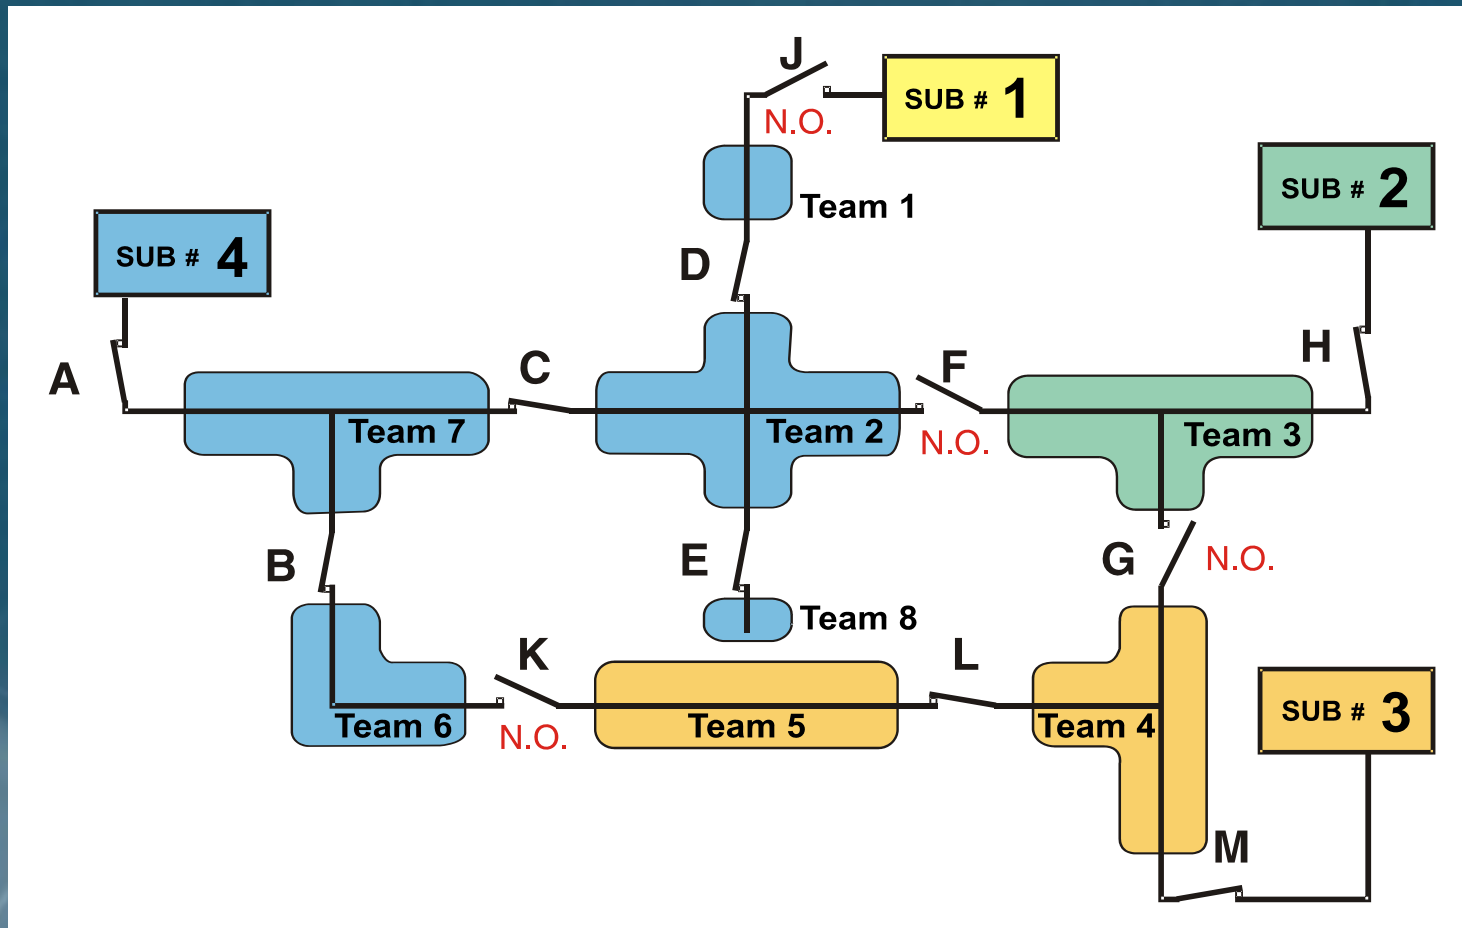 J
SUB # 1
N.O.
SUB # 2
Team 1
SUB # 4
D
H
A
C
F
Team 7
Team 2
N.O.
Team 3
B
E
G
N.O.
Team 8
K
L
Team 6
N.O.
Team 5
Team 4
SUB # 3
M